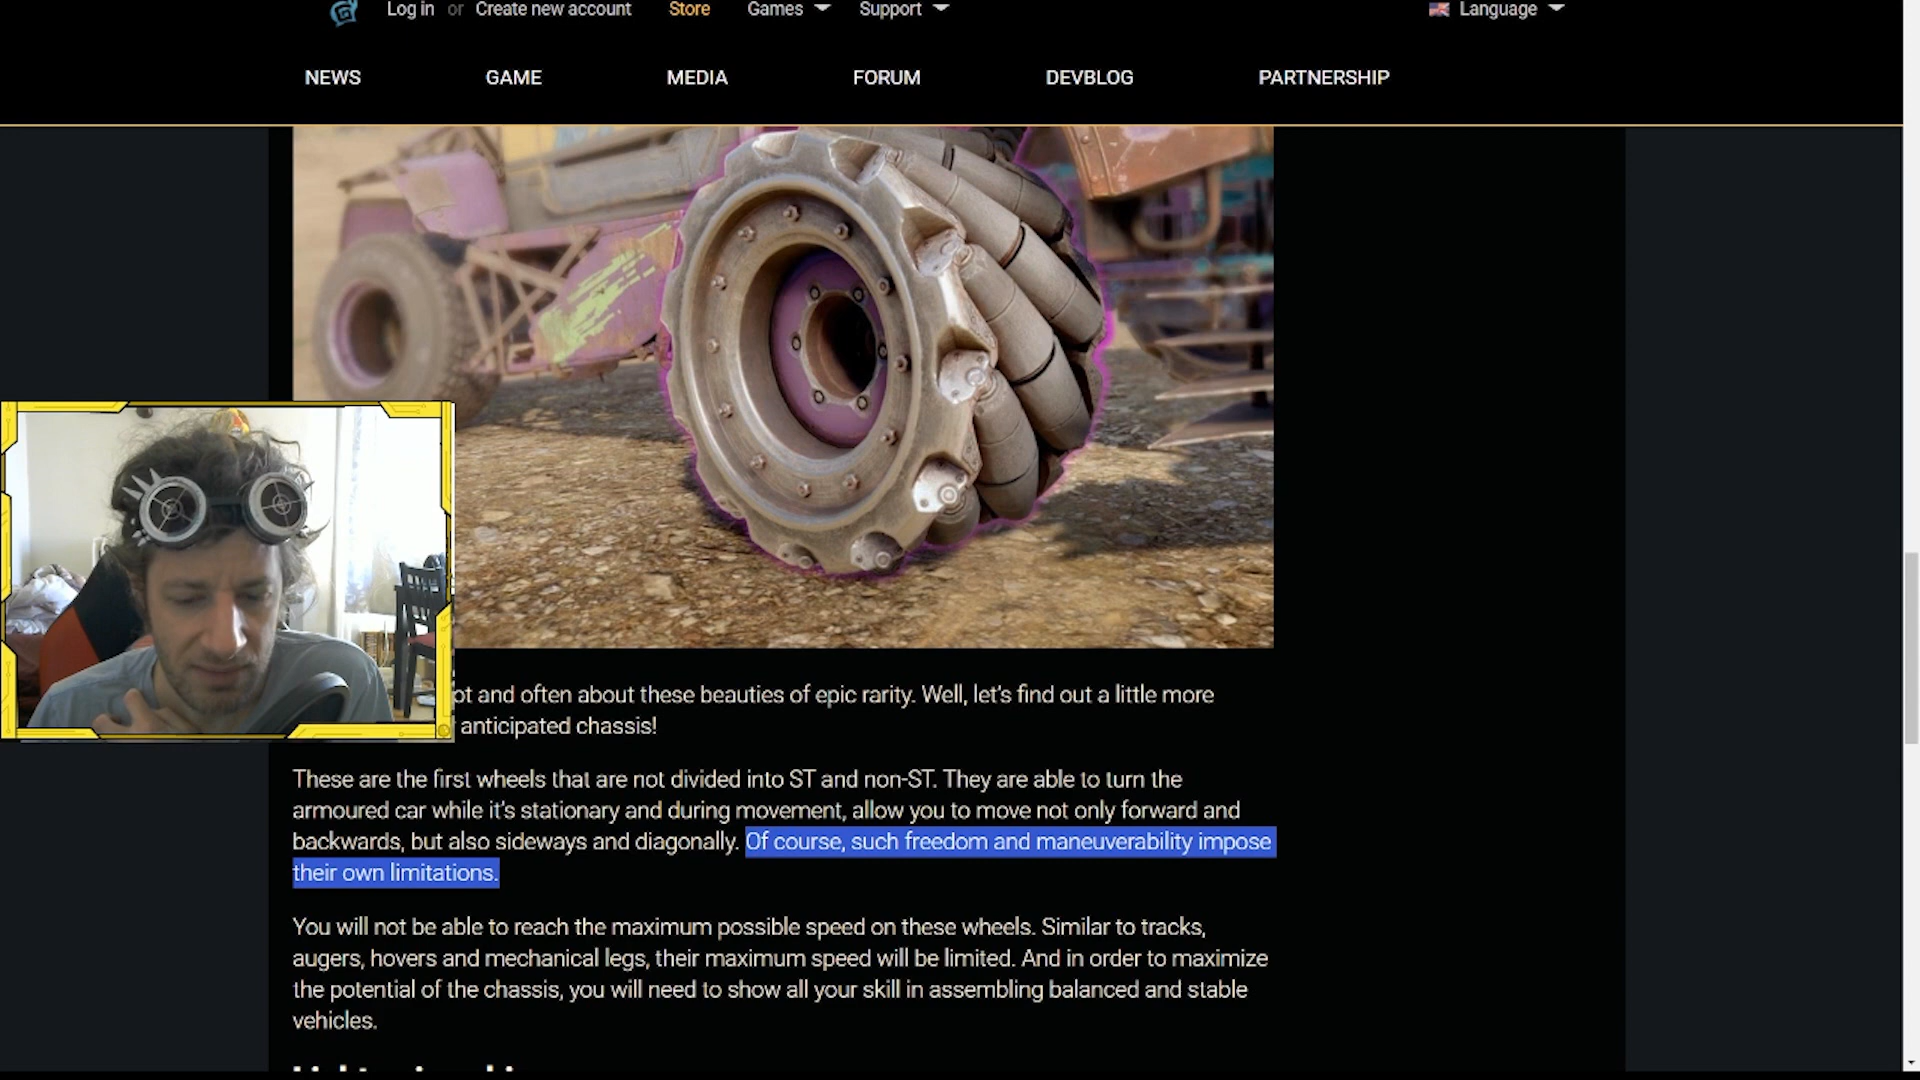 Log in or Create new account Store Games Support Language
NEWS GAME MEDIA FORUM DEVBLOG PARTNERSHIP
and often about these beauties of epic rarity. Well, let's find out a little more
anticipated chassis!
These are the first wheels that are not divided into ST and non-ST. They are able to turn the
armoured car while it's stationary and during movement, allow you to move not only forward and
backwards, but also sideways and diagonally. Of course, such freedom and maneuverability impose
their own limitations.
You will not be able to reach the maximum possible speed on these wheels. Similar to tracks,
augers, hovers and mechanical legs, their maximum speed will be limited. And in order to maximize
the potential of the chassis, you will need to show all your skill in assembling balanced and stable
vehicles.